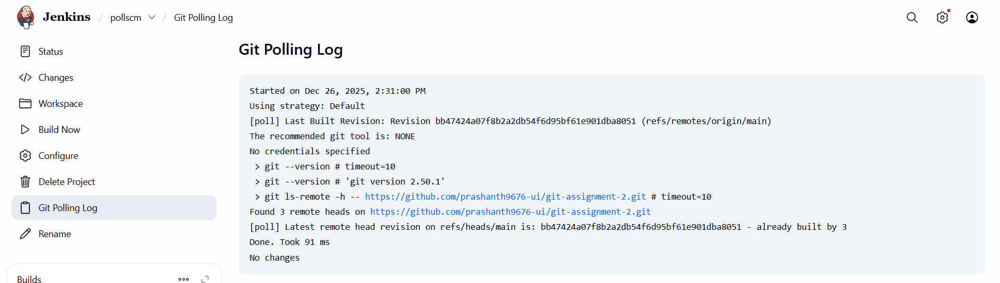 Jenkins / pollscm / Git Polling Log
Status
Changes
Workspace
Build Now
Configure
Delete Project
Git Polling Log
Rename
Builds
Git Polling Log
Started on Dec 26, 2025, 2:31:00 PM
Using strategy: Default
[poll] Last Built Revision: Revision bb47424a07f8b2a2db54f6d95bf61e901dba8051 (refs/remotes/origin/main)
The recommended git tool is: NONE
No credentials specified
> git --version # timeout=10
> git --version # 'git version 2.50.1'
> git ls-remote -h -- https://github.com/prashanth9676-ui/git-assignment-2.git # timeout=10
Found 3 remote heads on https://github.com/prashanth9676-ui/git-assignment-2.git
[poll] Latest remote head revision on refs/heads/main is: bb47424a07f8b2a2db54f6d95bf61e901dba8051 - already built by 3
Done. Took 91 ms
No changes